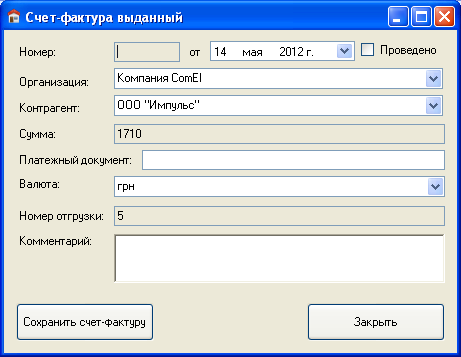 Счет-фактура выданный
Номер: от 14 мая 2012 г. Проведено
Организация: Компания ComEl
Контрагент: ООО "Импульс"
Сумма: 1710
Платежный документ:
Валюта: грн
Номер отгрузки: 5
Комментарий:
Сохранить счет-фактуру Закрыть